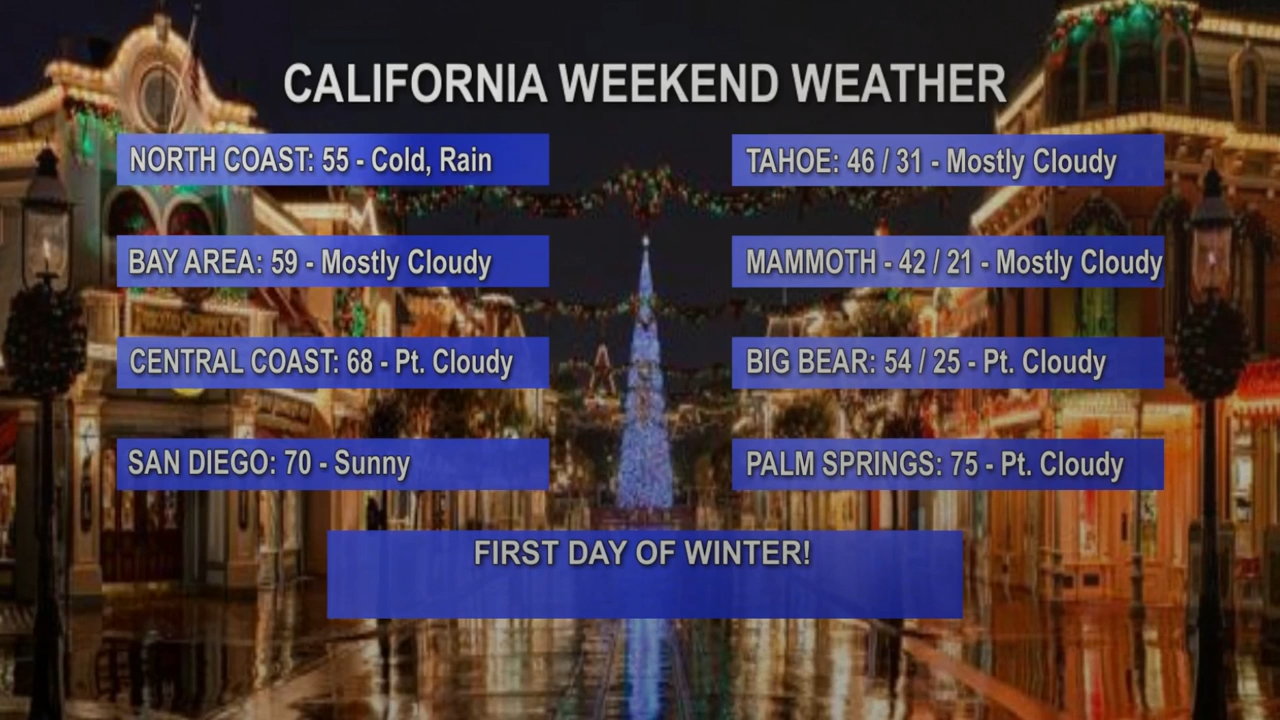 CALIFORNIA WEEKEND WEATHER
NORTH COAST: 55 - Cold, Rain
BAY AREA: 59 - Mostly Cloudy
CENTRAL COAST: 68 - Pt. Cloudy
SAN DIEGO: 70 - Sunny
TAHOE: 46 / 31 - Mostly Cloudy
MAMMOTH - 42 / 21 - Mostly Cloudy
BIG BEAR: 54 / 25 - Pt. Cloudy
PALM SPRINGS: 75 - Pt. Cloudy
FIRST DAY OF WINTER!